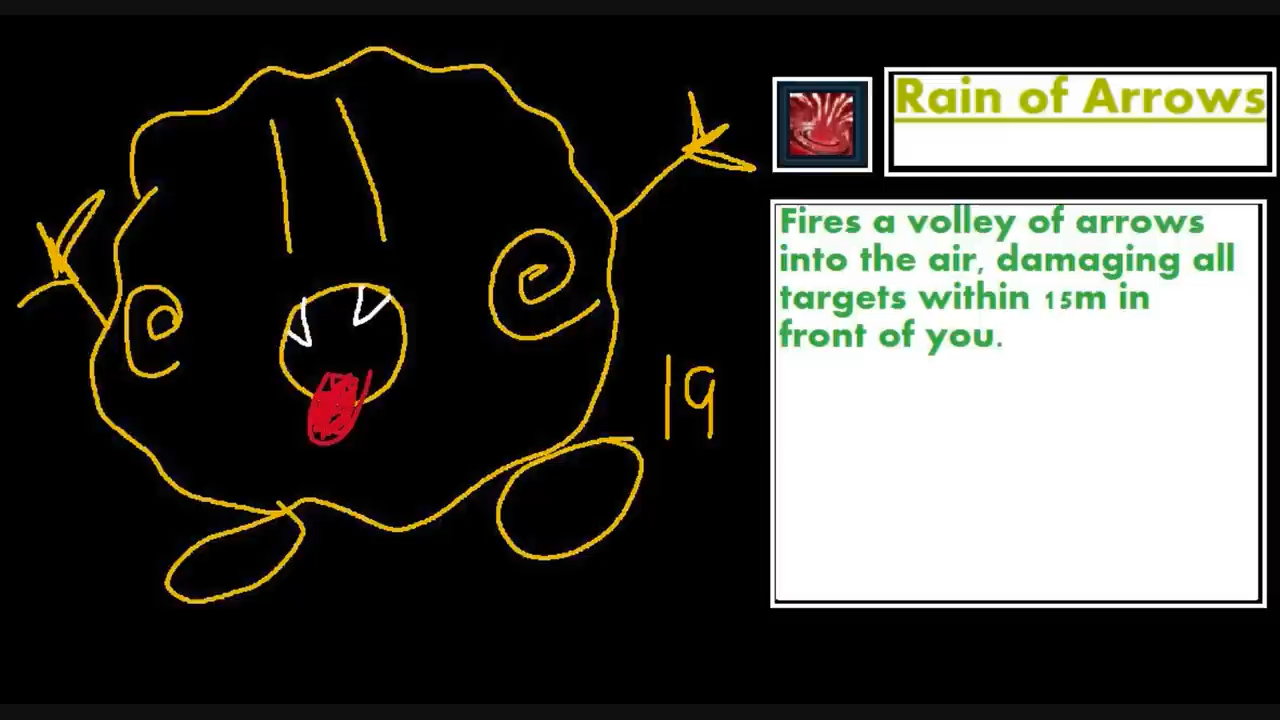 Rain of Arrows
Fires a volley of arrows
into the air, damaging all
targets within 15m in
front of you.
19